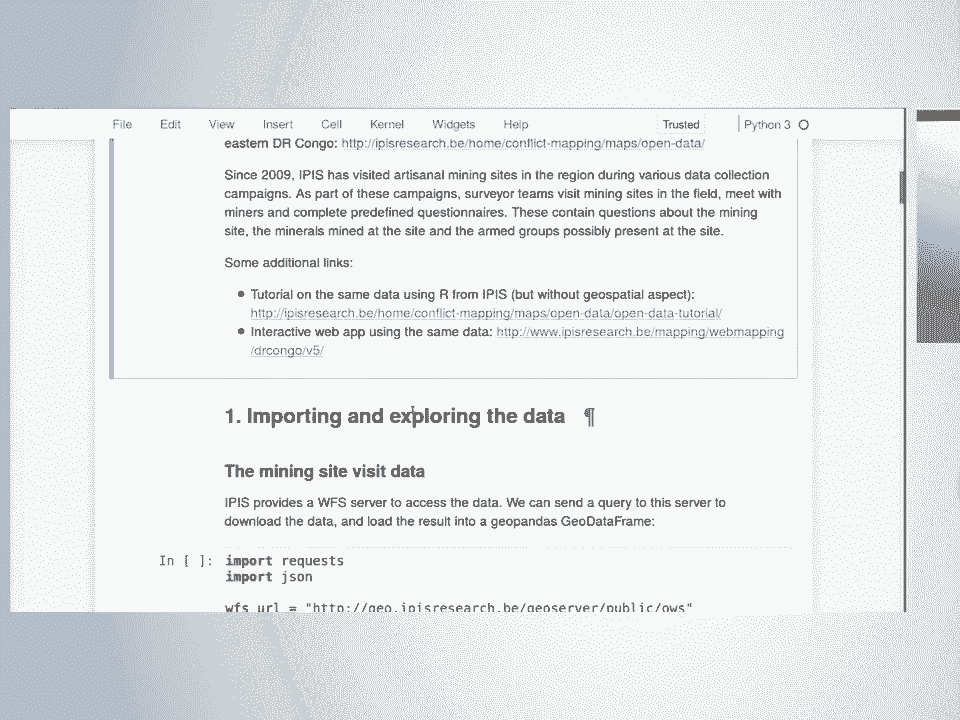 File Edit View Insert Cell Kernel Widgets Help Trusted Python 3
eastern DR Congo: http://ipisresearch.be/home/conflict-mapping/maps/open-data/
Since 2009, IPIS has visited artisanal mining sites in the region during various data collection
campaigns. As part of these campaigns, surveyor teams visit mining sites in the field, meet with
miners and complete predefined questionnaires. These contain questions about the mining
site, the minerals mined at the site and the armed groups possibly present at the site.
Some additional links:
● Tutorial on the same data using R from IPIS (but without geospatial aspect):
http://ipisresearch.be/home/conflict-mapping/maps/open-data/open-data-tutorial/
● Interactive web app using the same data: http://www.ipisresearch.be/mapping/webmapping
/drcongo/v5/
1. Importing and exploring the data ¶
The mining site visit data
IPIS provides a WFS server to access the data. We can send a query to this server to
download the data, and load the result into a geopandas GeoDataFrame:
In [ ]: import requests
import json
wfs_url = "http://geo.ipisresearch.be/geoserver/public/ows"